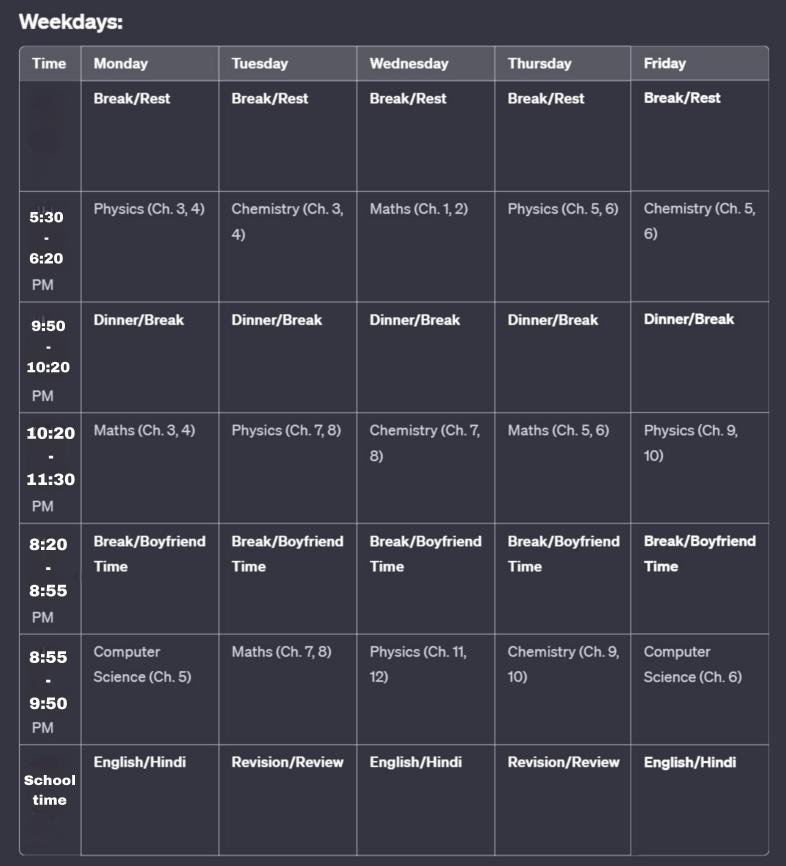 Weekdays:
Time Monday Tuesday Wednesday Thursday Friday
Break/Rest Break/Rest Break/Rest Break/Rest Break/Rest
5:30
-
6:20
PM
Physics (Ch. 3, 4)
Chemistry (Ch. 3,
4)
Maths (Ch. 1, 2)
Physics (Ch. 5, 6)
Chemistry (Ch. 5,
6)
9:50
-
10:20
PM
Dinner/Break Dinner/Break Dinner/Break Dinner/Break Dinner/Break
10:20
-
11:30
PM
Maths (Ch. 3, 4)
Physics (Ch. 7, 8)
Chemistry (Ch. 7,
8)
Maths (Ch. 5, 6)
Physics (Ch. 9,
10)
8:20
-
8:55
PM
Break/Boyfriend
Time
Break/Boyfriend
Time
Break/Boyfriend
Time
Break/Boyfriend
Time
Break/Boyfriend
Time
8:55
-
9:50
PM
Computer
Science (Ch. 5)
Maths (Ch. 7, 8)
Physics (Ch. 11,
12)
Chemistry (Ch. 9,
10)
Computer
Science (Ch. 6)
School
time
English/Hindi Revision/Review English/Hindi Revision/Review English/Hindi